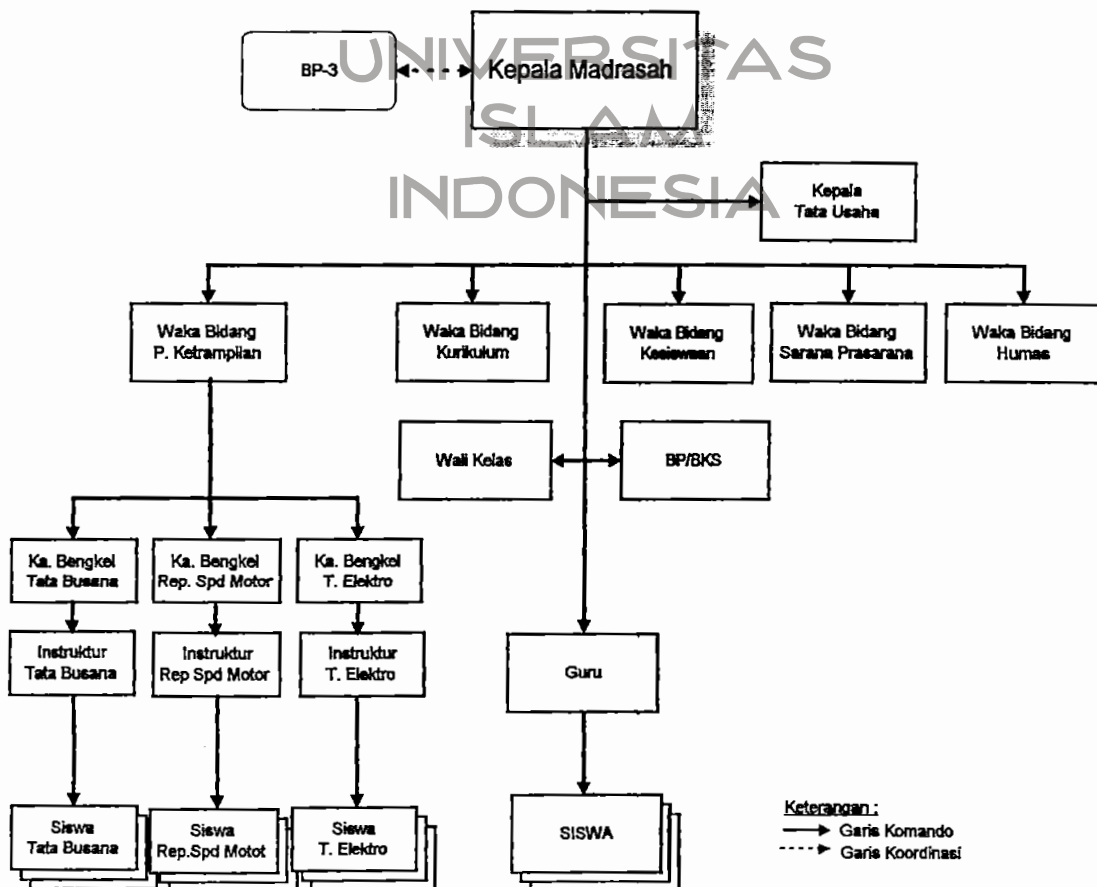 UNIVERSITAS
ISLAM
INDONESIA
BP-3
Kepala Madrasah
Kepala
Tata Usaha
Waka Bidang
P. Ketrampilan
Waka Bidang
Kurikulum
Waka Bidang
Kesiswaan
Waka Bidang
Sarana Prasarana
Waka Bidang
Humas
Wali Kelas
BP/BKS
Ka. Bengkel
Tata Busana
Ka. Bengkel
Rep. Spd Motor
Ka. Bengkel
T. Elektro
Instruktur
Tata Busana
Instruktur
Rep Spd Motor
Instruktur
T. Elektro
Guru
Siswa
Tata Busana
Siswa
Rep.Spd Motot
Siswa
T. Elektro
SISWA
Keterangan :
Garis Komando
Garis Koordinasi